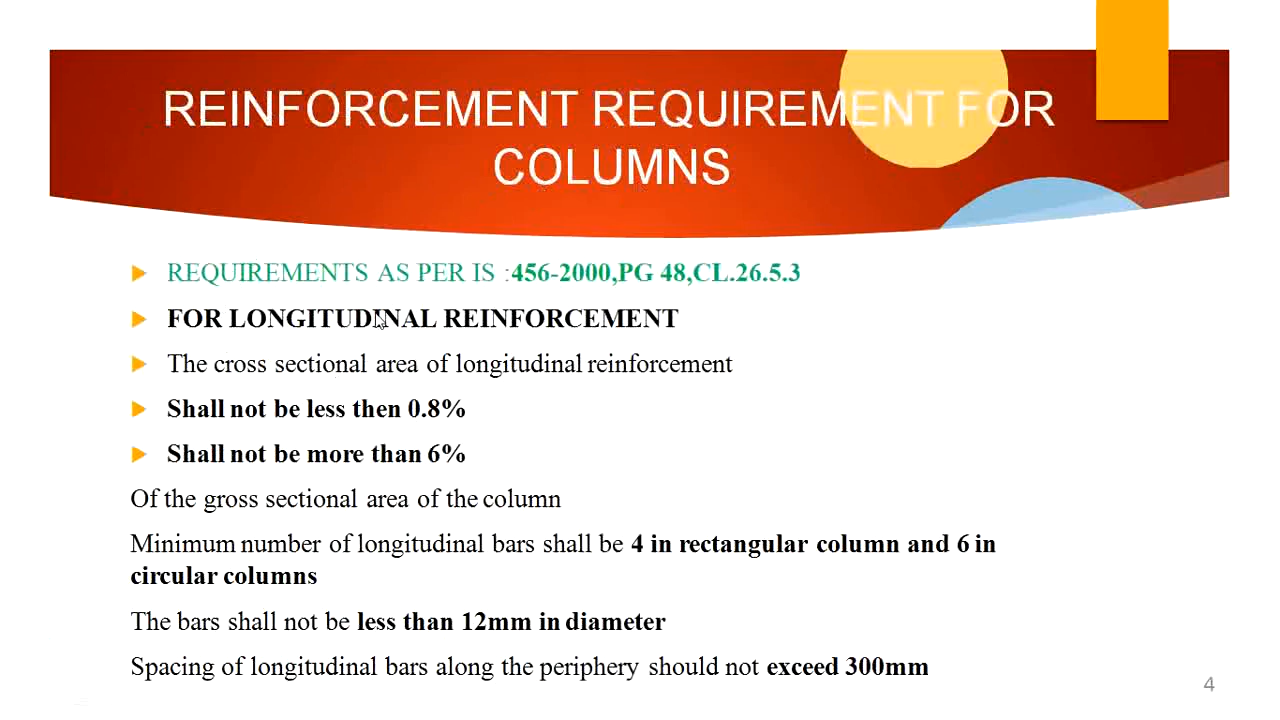 REINFORCEMENT REQUIREMENT FOR
COLUMNS
REQUIREMENTS AS PER IS :456-2000,PG 48,CL.26.5.3
FOR LONGITUDINAL REINFORCEMENT
The cross sectional area of longitudinal reinforcement
Shall not be less then 0.8%
Shall not be more than 6%
Of the gross sectional area of the column
Minimum number of longitudinal bars shall be 4 in rectangular column and 6 in
circular columns
The bars shall not be less than 12mm in diameter
Spacing of longitudinal bars along the periphery should not exceed 300mm
4